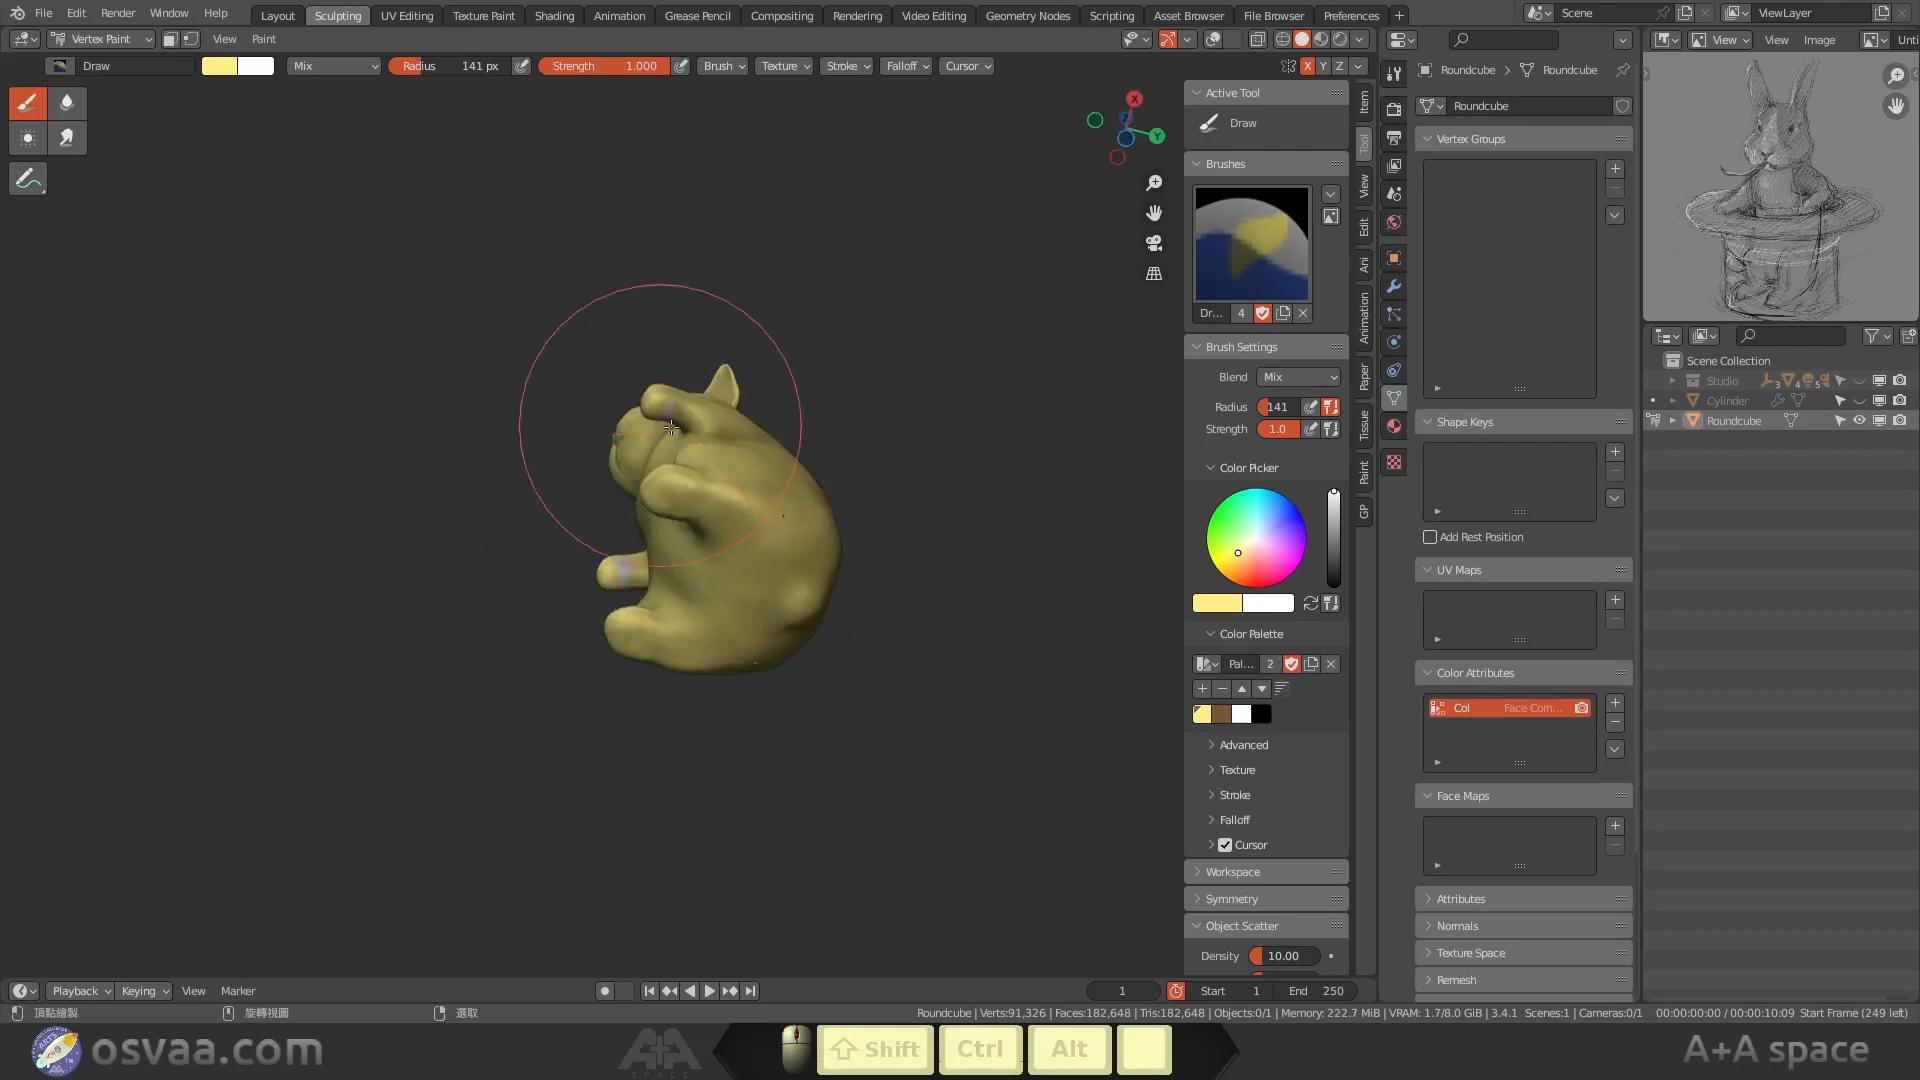 File Edit Render Window Help Layout Sculpting UV Editing Texture Paint Shading Animation Grease Pencil Compositing Rendering Video Editing Geometry Nodes Scripting Asset Browser File Browser Preferences + Scene ViewLayer
Vertex Paint View Paint View View Image Unti
Draw Mix Radius 141 px Strength 1.000 Brush Texture Stroke Falloff Cursor X Y Z
Roundcube > Roundcube
Roundcube
X
Y
Active Tool
Draw
Brushes
Dr... 4
Brush Settings
Blend Mix
Radius 141
Strength 1.0
Color Picker
Color Palette
Pal... 2
Advanced
Texture
Stroke
Falloff
Cursor
Workspace
Symmetry
Object Scatter
Density 10.00
Item
Tool
View
Edit
Ani
Animation
Paper
Tissue
Paint
GP
Vertex Groups
Shape Keys
Add Rest Position
UV Maps
Color Attributes
Col Face Com...
Face Maps
Attributes
Normals
Texture Space
Remesh
Scene Collection
Studio 3 4 5
Cylinder
Roundcube
Playback Keying View Marker 1 Start 1 End 250
頂點繪製 旋轉視圖 選取 Roundcube | Verts:91,326 | Faces:182,648 | Tris:182,648 | Objects:0/1 | Memory: 222.7 MiB | VRAM: 1.7/8.0 GiB | 3.4.1 Scenes:1 | Cameras:0/1 00:00:00:00 / 00:00:10:09 Start Frame (249 left)
osvaa.com
A+A
SPACE
Shift Ctrl Alt
A+A space